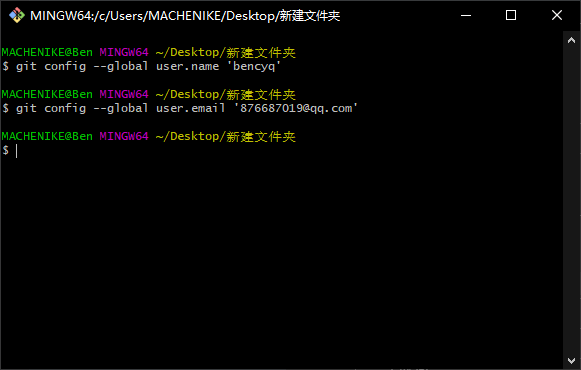 MINGW64:/c/Users/MACHENIKE/Desktop/新建文件夹
MACHENIKE@Ben MINGW64 ~/Desktop/新建文件夹
$ git config --global user.name 'bencyq'
MACHENIKE@Ben MINGW64 ~/Desktop/新建文件夹
$ git config --global user.email '876687019@qq.com'
MACHENIKE@Ben MINGW64 ~/Desktop/新建文件夹
$